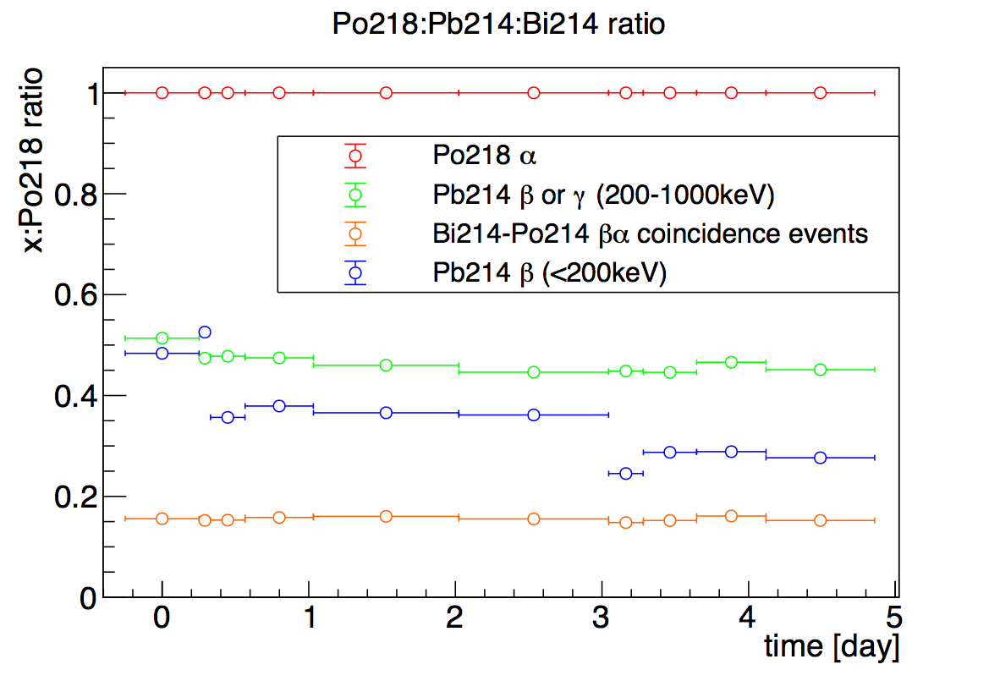 Po218:Pb214:Bi214 ratio
x:Po218 ratio
1
0.8
0.6
0.4
0.2
0
Po218 α
Pb214 β or γ (200-1000keV)
Bi214-Po214 βα coincidence events
Pb214 β (<200keV)
0 1 2 3 4 5
time [day]